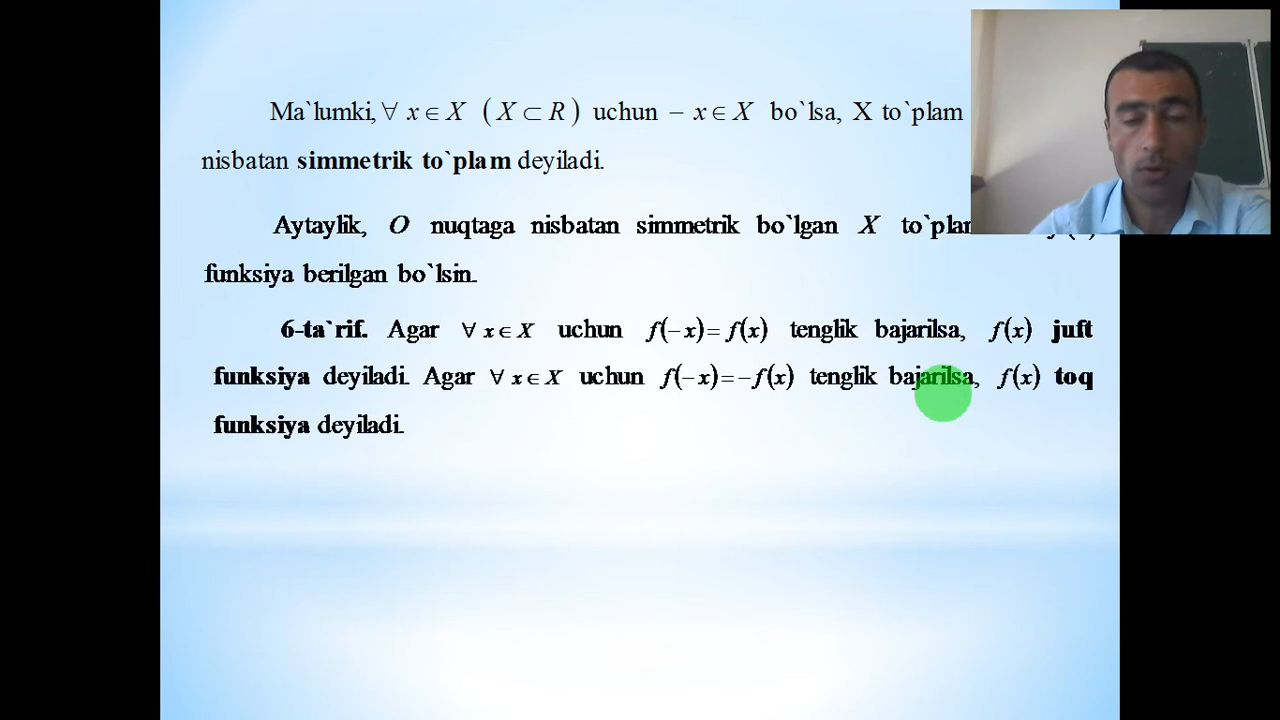 Ma`lumki, ∀ x ∈ X ( X ⊂ R ) uchun − x ∈ X bo`lsa, X to`plam
nisbatan simmetrik to`plam deyiladi.
Aytaylik, O nuqtaga nisbatan simmetrik bo`lgan X
funksiya berilgan bo`lsin.
6-ta`rif. Agar ∀ x ∈ X uchun f(−x)= f(x) tenglik bajarilsa, f(x) juft
funksiya deyiladi. Agar ∀ x ∈ X uchun f(−x)=−f(x) tenglik bajarilsa, f(x) toq
funksiya deyiladi.